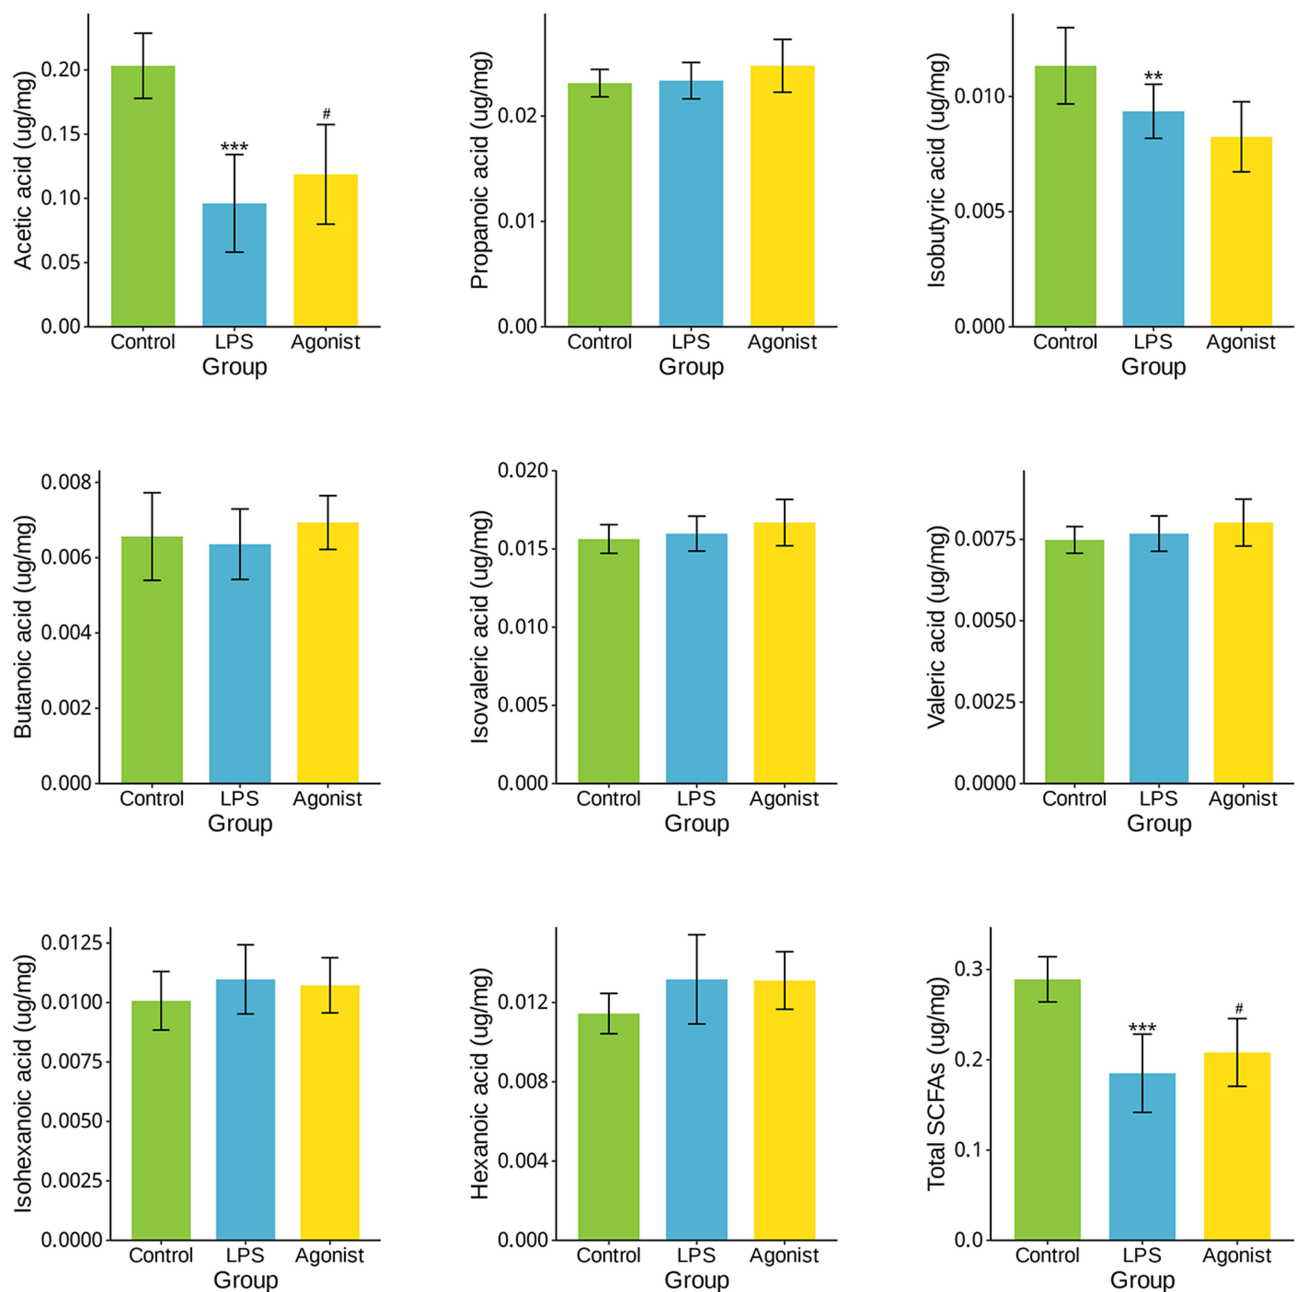 Acetic acid (ug/mg)
0.20
0.15
0.10
0.05
0.00
***
#
Control LPS Agonist
Group
Propanoic acid (ug/mg)
0.02
0.01
0.00
Control LPS Agonist
Group
Isobutyric acid (ug/mg)
0.010
0.005
0.000
**
Control LPS Agonist
Group
Butanoic acid (ug/mg)
0.008
0.006
0.004
0.002
0.000
Control LPS Agonist
Group
Isovaleric acid (ug/mg)
0.020
0.015
0.010
0.005
0.000
Control LPS Agonist
Group
Valeric acid (ug/mg)
0.0075
0.0050
0.0025
0.0000
Control LPS Agonist
Group
Isohexanoic acid (ug/mg)
0.0125
0.0100
0.0075
0.0050
0.0025
0.0000
Control LPS Agonist
Group
Hexanoic acid (ug/mg)
0.012
0.008
0.004
0.000
Control LPS Agonist
Group
Total SCFAs (ug/mg)
0.3
0.2
0.1
0.0
***
#
Control LPS Agonist
Group